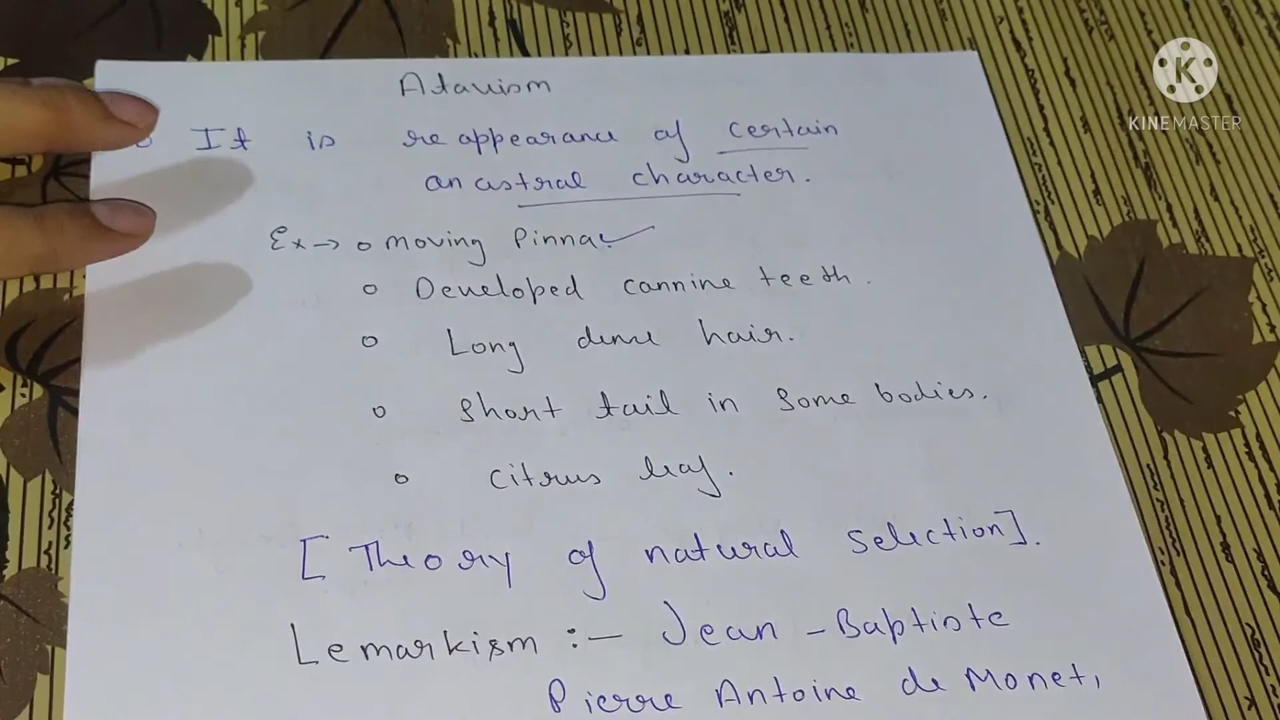 Atavism
It is reappearance of certain
anastral character.
Ex→ o moving Pinna ✓
o Developed cannine teeth.
o Long dense hair.
o Short tail in some bodies.
o Citrus leaf.
[Theory of natural selection].
Lemarkism :— Jean - Baptiste
Pierre Antoine de Monet,
KINEMASTER